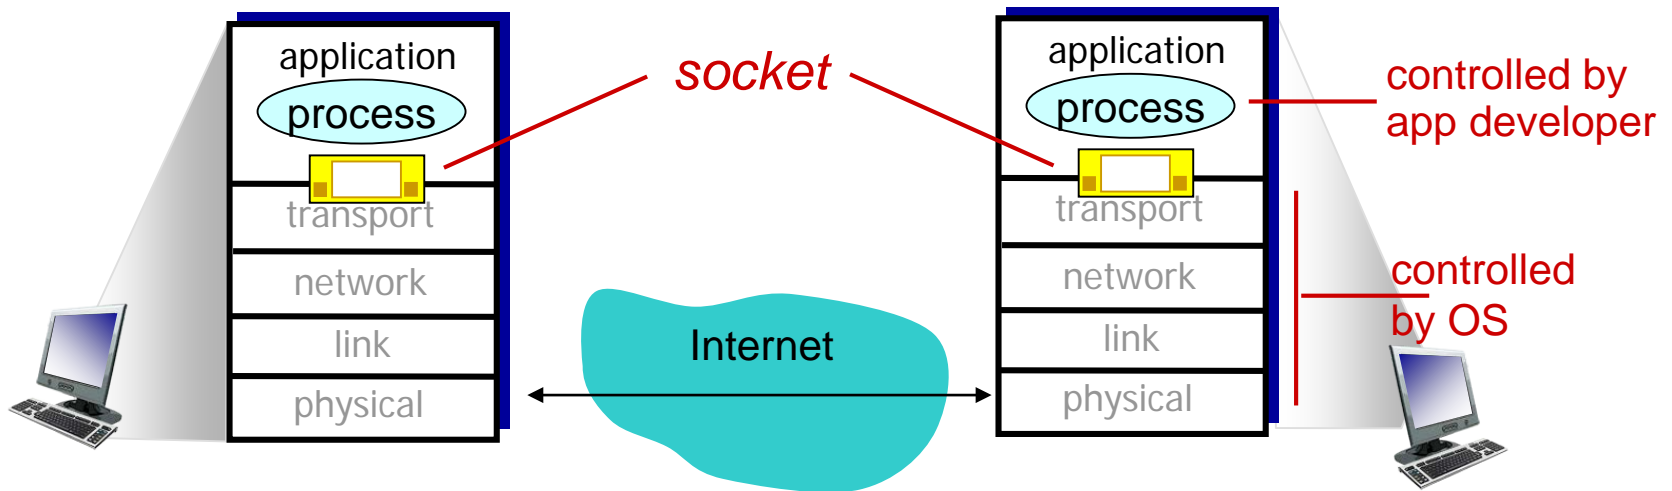 application
process
transport
network
link
physical
socket
Internet
application
process
transport
network
link
physical
controlled by
app developer
controlled
by OS